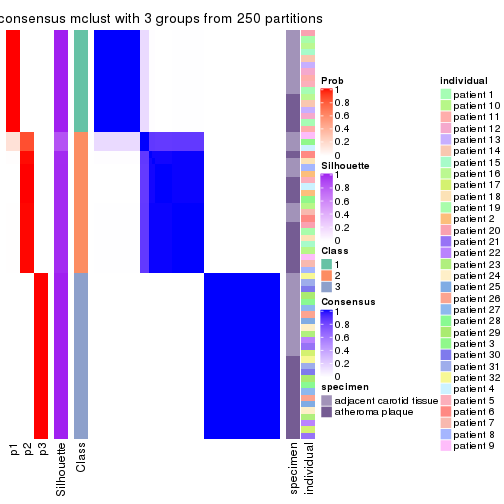 consensus mclust with 3 groups from 250 partitions
Prob
1
0.8
0.6
0.4
0.2
0
Silhouette
1
0.8
0.6
0.4
0.2
0
Class
1
2
3
Consensus
1
0.8
0.6
0.4
0.2
0
specimen
adjacent carotid tissue
atheroma plaque
individual
patient 1
patient 10
patient 11
patient 12
patient 13
patient 14
patient 15
patient 16
patient 17
patient 18
patient 19
patient 2
patient 20
patient 21
patient 22
patient 23
patient 24
patient 25
patient 26
patient 27
patient 28
patient 29
patient 3
patient 30
patient 31
patient 32
patient 4
patient 5
patient 6
patient 7
patient 8
patient 9
p1
p2
p3
Silhouette
Class
specimen
individual